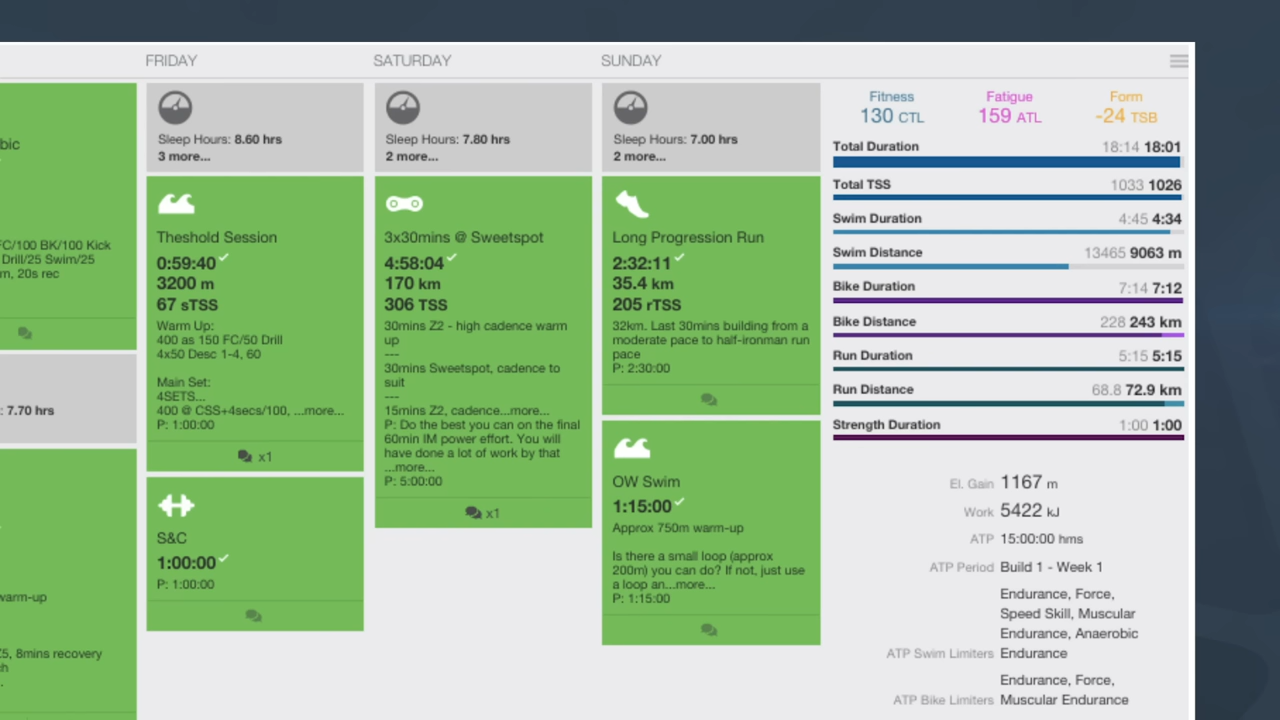 FRIDAY
SATURDAY
SUNDAY
bic
FC/100 BK/100 Kick
Drill/25 Swim/25
m, 20s rec
: 7.70 hrs
warm-up
Z5, 8mins recovery
Sleep Hours: 8.60 hrs
3 more...
Theshold Session
0:59:40
3200 m
67 sTSS
Warm Up:
400 as 150 FC/50 Drill
4x50 Desc 1-4, 60
Main Set:
4SETS...
400 @ CSS+4secs/100, ...more...
P: 1:00:00
x1
S&C
1:00:00
P: 1:00:00
Sleep Hours: 7.80 hrs
2 more...
3x30mins @ Sweetspot
4:58:04
170 km
306 TSS
30mins Z2 - high cadence warm
up
---
30mins Sweetspot, cadence to
suit
---
15mins Z2, cadence...more...
P: Do the best you can on the final
60min IM power effort. You will
have done a lot of work by that
...more...
P: 5:00:00
x1
Sleep Hours: 7.00 hrs
2 more...
Long Progression Run
2:32:11
35.4 km
205 rTSS
32km. Last 30mins building from a
moderate pace to half-ironman run
pace
P: 2:30:00
OW Swim
1:15:00
Approx 750m warm-up
Is there a small loop (approx
200m) you can do? If not, just use
a loop an...more...
P: 1:15:00
Fitness Fatigue Form
130 CTL 159 ATL -24 TSB
Total Duration 18:14 18:01
Total TSS 1033 1026
Swim Duration 4:45 4:34
Swim Distance 13465 9063 m
Bike Duration 7:14 7:12
Bike Distance 228 243 km
Run Duration 5:15 5:15
Run Distance 68.8 72.9 km
Strength Duration 1:00 1:00
El. Gain 1167 m
Work 5422 kJ
ATP 15:00:00 hms
ATP Period Build 1 - Week 1
Endurance, Force,
Speed Skill, Muscular
Endurance, Anaerobic
ATP Swim Limiters Endurance
Endurance, Force,
ATP Bike Limiters Muscular Endurance